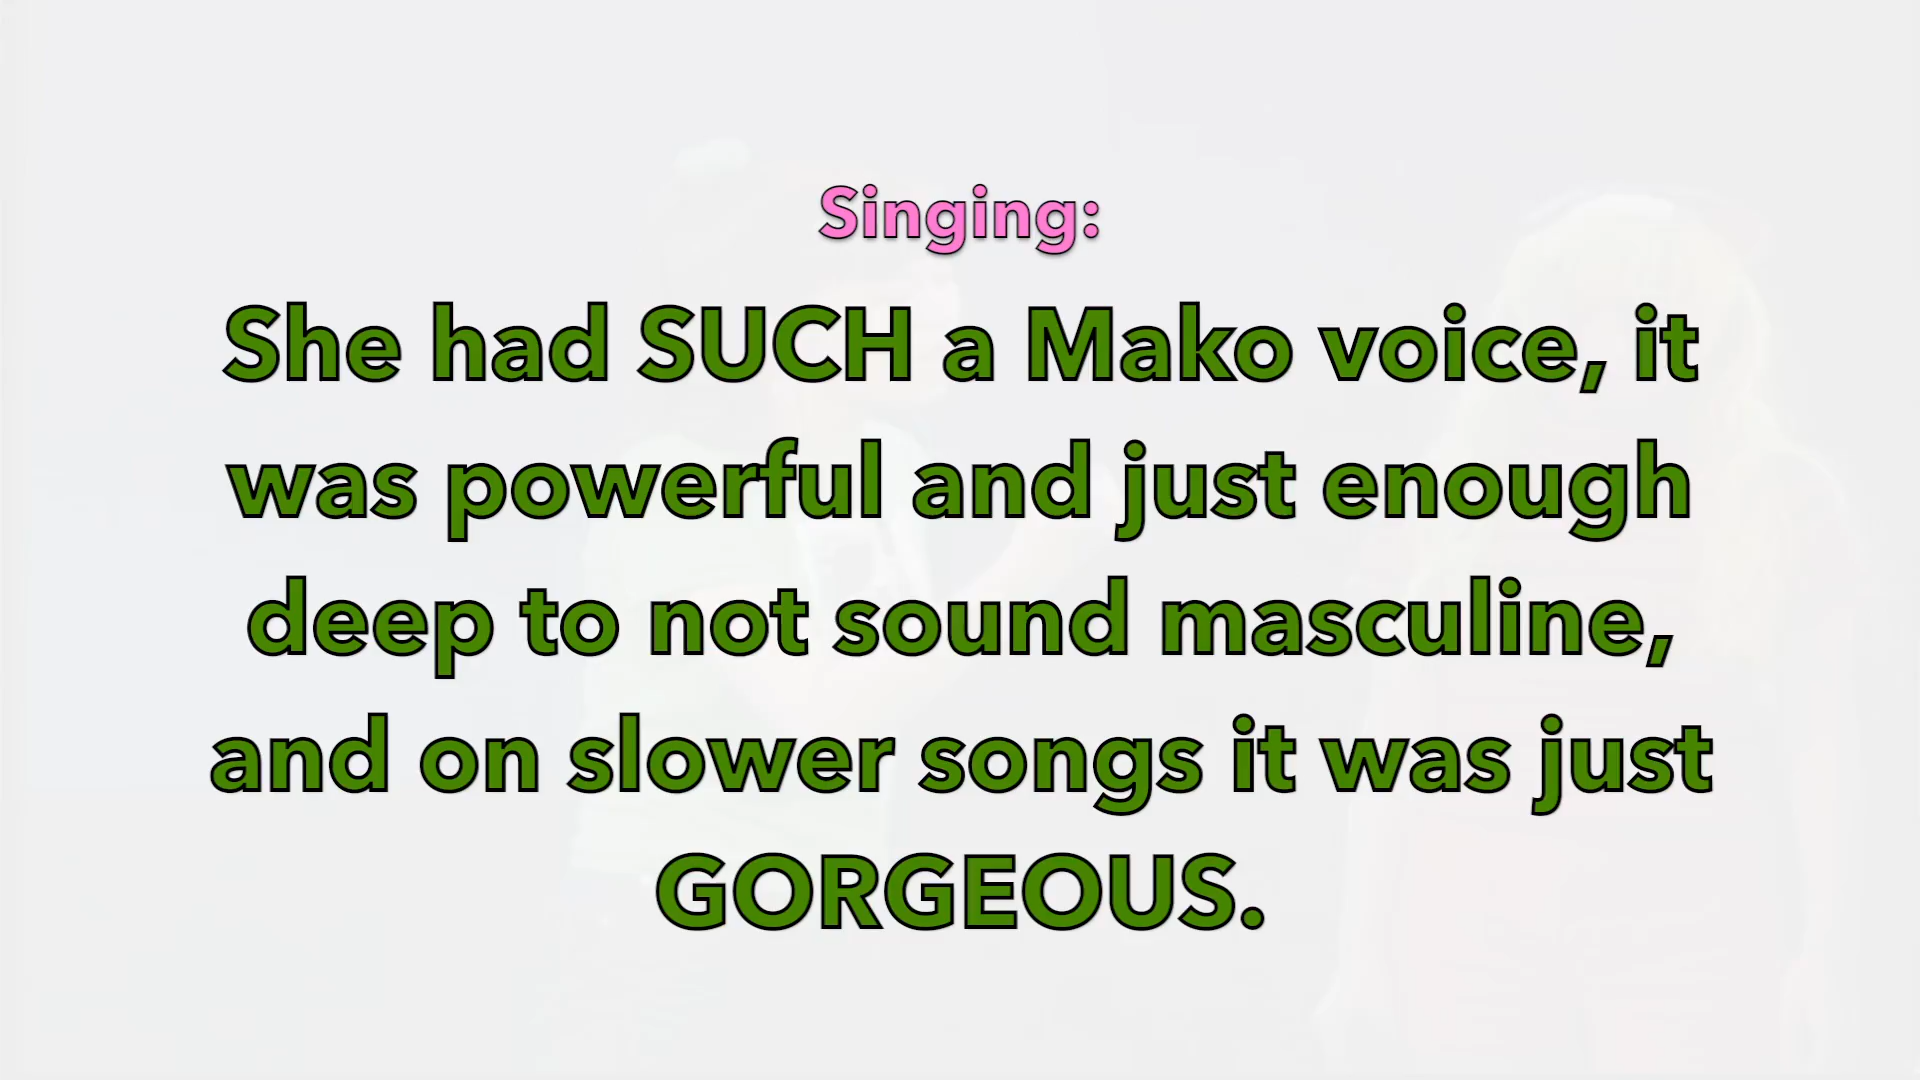 Singing:
She had SUCH a Mako voice, it
was powerful and just enough
deep to not sound masculine,
and on slower songs it was just
GORGEOUS.